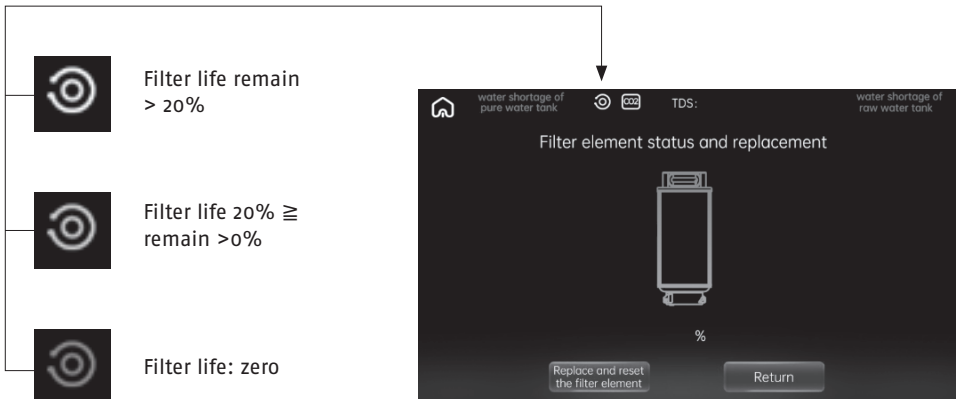 Filter life remain
> 20%
Filter life 20% ≧
remain >0%
Filter life: zero
water shortage of
pure water tank
CO2
TDS:
water shortage of
raw water tank
Filter element status and replacement
%
Replace and reset
the filter element
Return